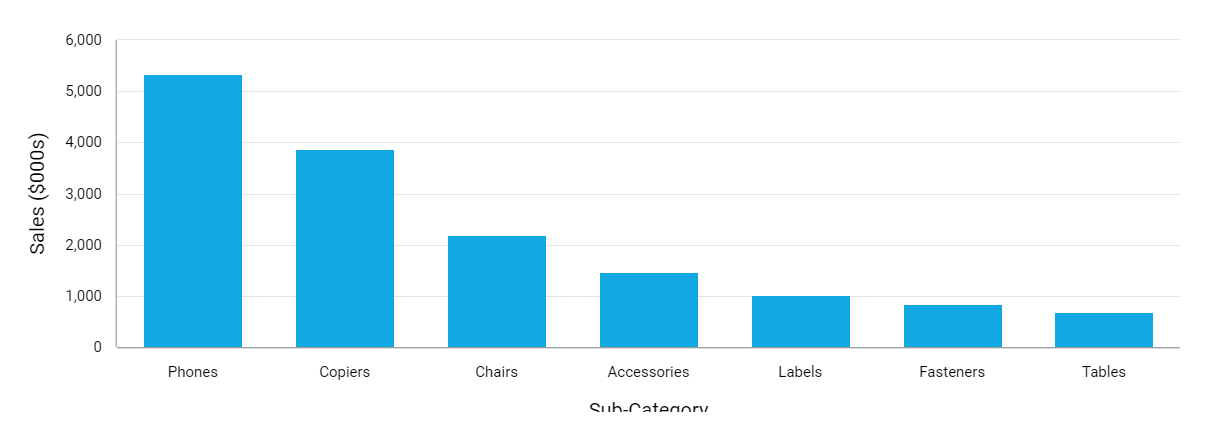 6,000
5,000
4,000
3,000
2,000
1,000
0
Sales ($000s)
Phones Copiers Chairs Accessories Labels Fasteners Tables
Sub-Category